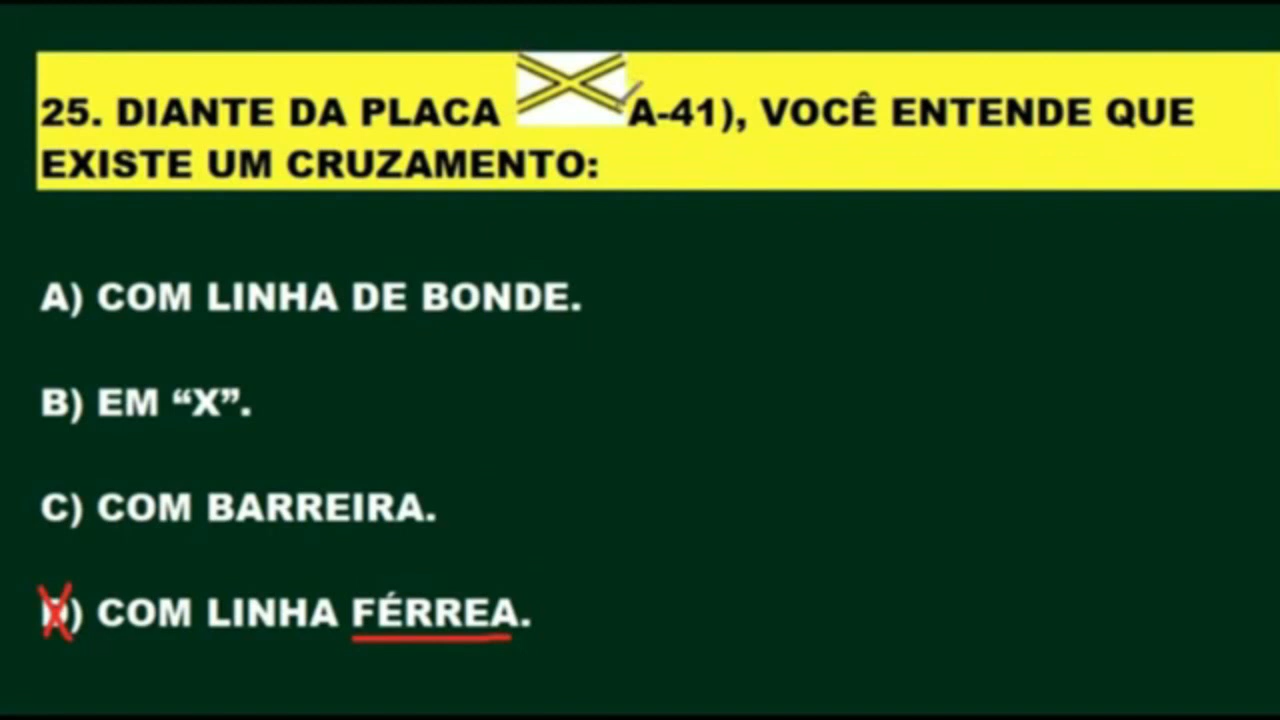 25. DIANTE DA PLACA A-41), VOCÊ ENTENDE QUE
EXISTE UM CRUZAMENTO:
A) COM LINHA DE BONDE.
B) EM “X”.
C) COM BARREIRA.
D) COM LINHA FÉRREA.